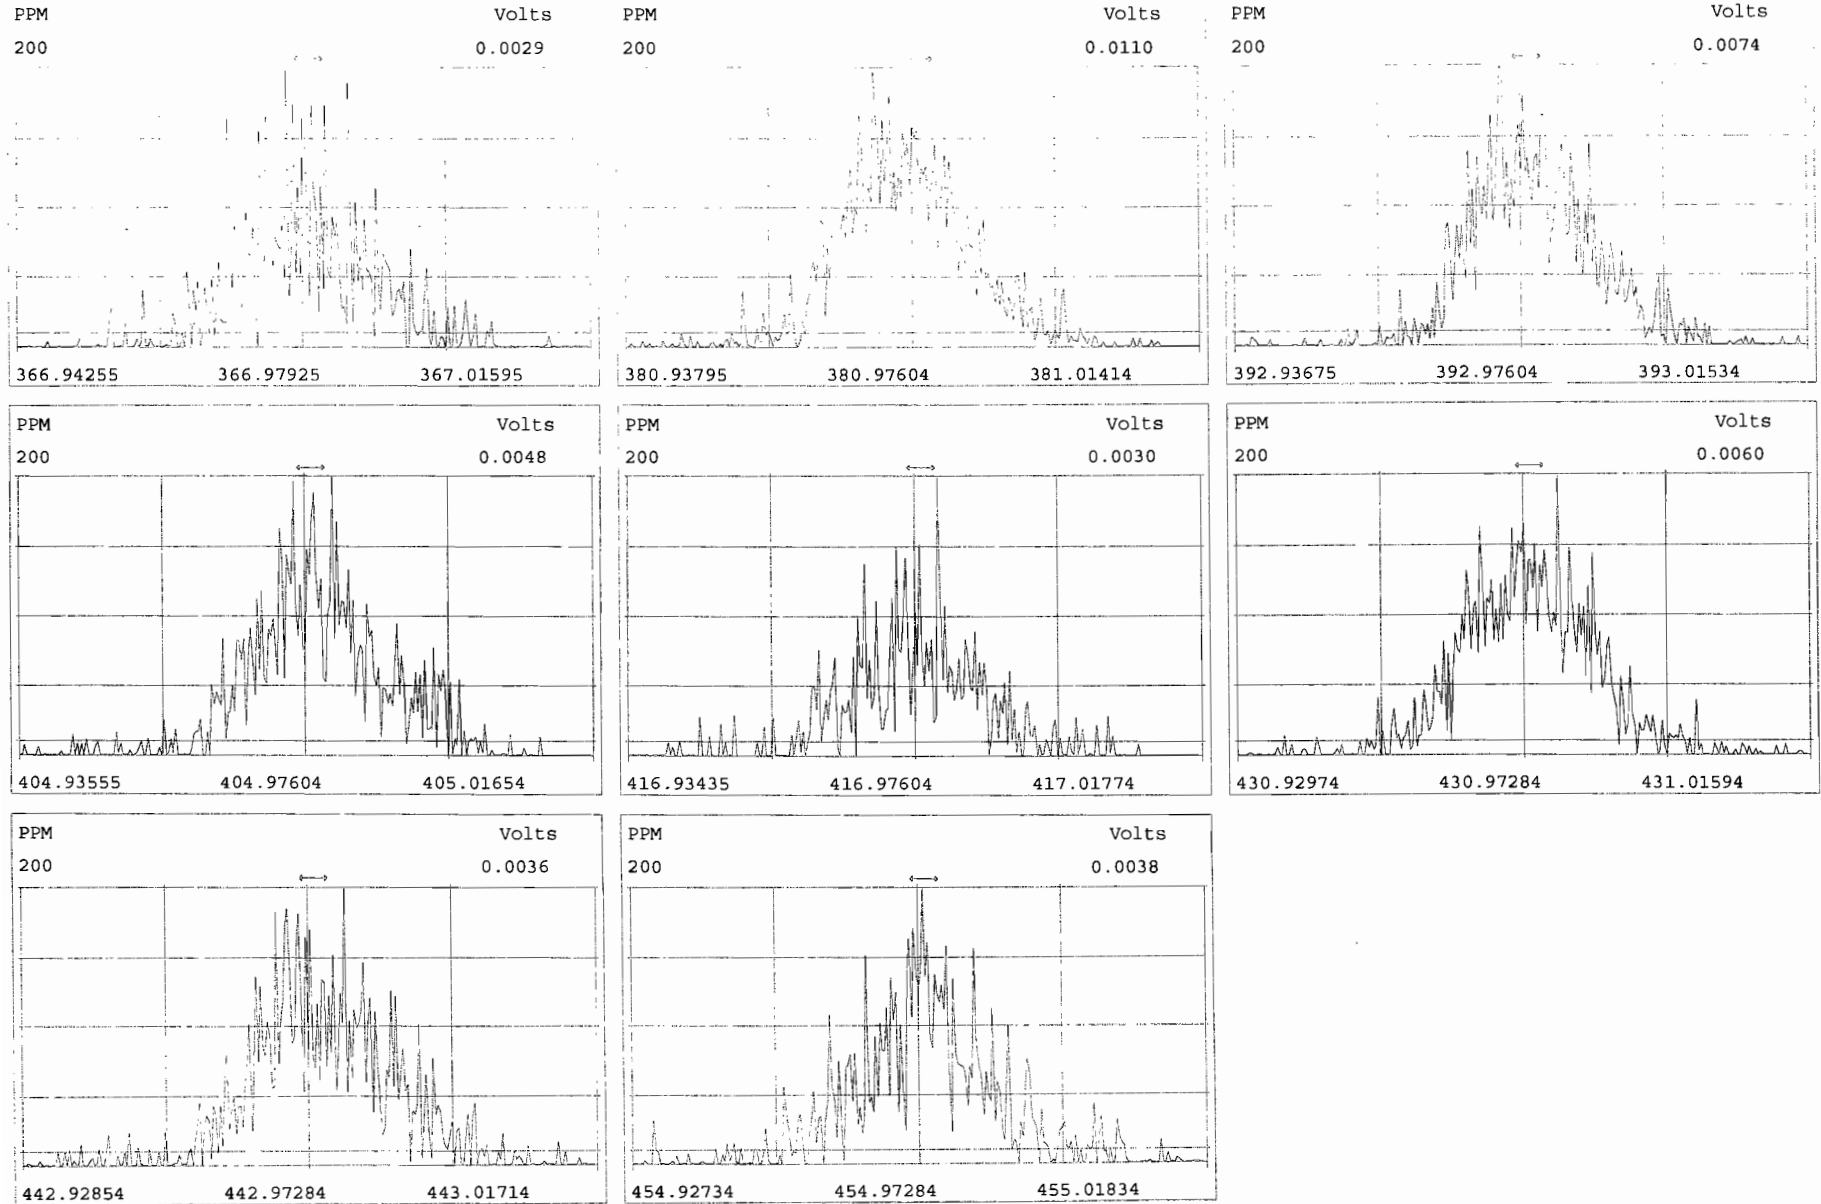 PPM Volts
200 0.0029
366.94255 366.97925 367.01595
PPM Volts
200 0.0110
380.93795 380.97604 381.01414
PPM Volts
200 0.0074
392.93675 392.97604 393.01534
PPM Volts
200 0.0048
404.93555 404.97604 405.01654
PPM Volts
200 0.0030
416.93435 416.97604 417.01774
PPM Volts
200 0.0060
430.92974 430.97284 431.01594
PPM Volts
200 0.0036
442.92854 442.97284 443.01714
PPM Volts
200 0.0038
454.92734 454.97284 455.01834